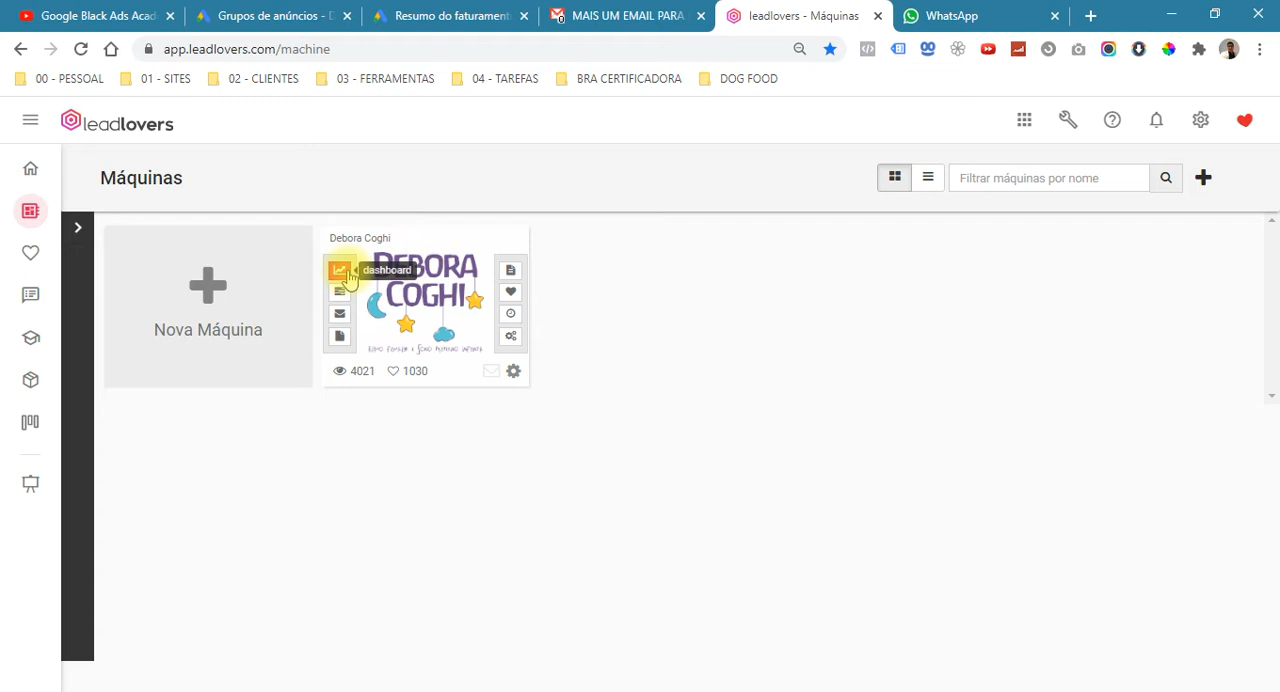 Google Black Ads Acad
Grupos de anúncios - D
Resumo do faturament
MAIS UM EMAIL PARA
leadlovers - Máquinas
WhatsApp
app.leadlovers.com/machine
00 - PESSOAL
01 - SITES
02 - CLIENTES
03 - FERRAMENTAS
04 - TAREFAS
BRA CERTIFICADORA
DOG FOOD
leadlovers
Máquinas
Filtrar máquinas por nome
Nova Máquina
Debora Coghi
dashboard
DEBORA
COGHI
4021
1030